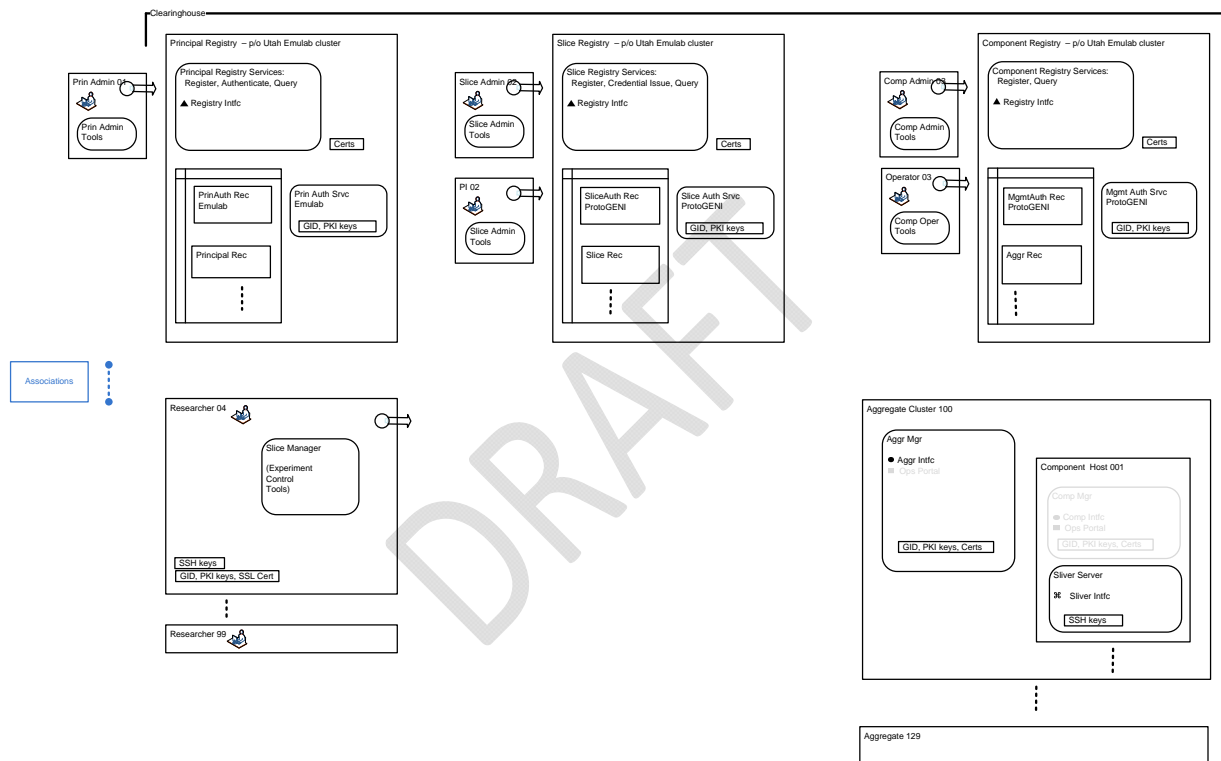 Clearinghouse
Principal Registry – p/o Utah Emulab cluster
Prin Admin 01
Prin Admin
Tools
Principal Registry Services:
Register, Authenticate, Query
Registry Intfc
Certs
PrinAuth Rec
Emulab
Prin Auth Srvc
Emulab
GID, PKI keys
Principal Rec
Slice Registry – p/o Utah Emulab cluster
Slice Admin 02
Slice Admin
Tools
Slice Registry Services:
Register, Credential Issue, Query
Registry Intfc
Certs
PI 02
Slice Admin
Tools
SliceAuth Rec
ProtoGENI
Slice Auth Srvc
ProtoGENI
GID, PKI keys
Slice Rec
Component Registry – p/o Utah Emulab cluster
Comp Admin 03
Comp Admin
Tools
Component Registry Services:
Register, Query
Registry Intfc
Certs
Operator 03
Comp Oper
Tools
MgmtAuth Rec
ProtoGENI
Mgmt Auth Srvc
ProtoGENI
GID, PKI keys
Aggr Rec
Associations
Researcher 04
Slice Manager
(Experiment
Control
Tools)
SSH keys
GID, PKI keys, SSL Cert
Researcher 99
Aggregate Cluster 100
Aggr Mgr
Aggr Intfc
Ops Portal
GID, PKI keys, Certs
Component Host 001
Comp Mgr
Comp Intfc
Ops Portal
GID, PKI keys, Certs
Sliver Server
⌘ Sliver Intfc
SSH keys
Aggregate 129
DRAFT